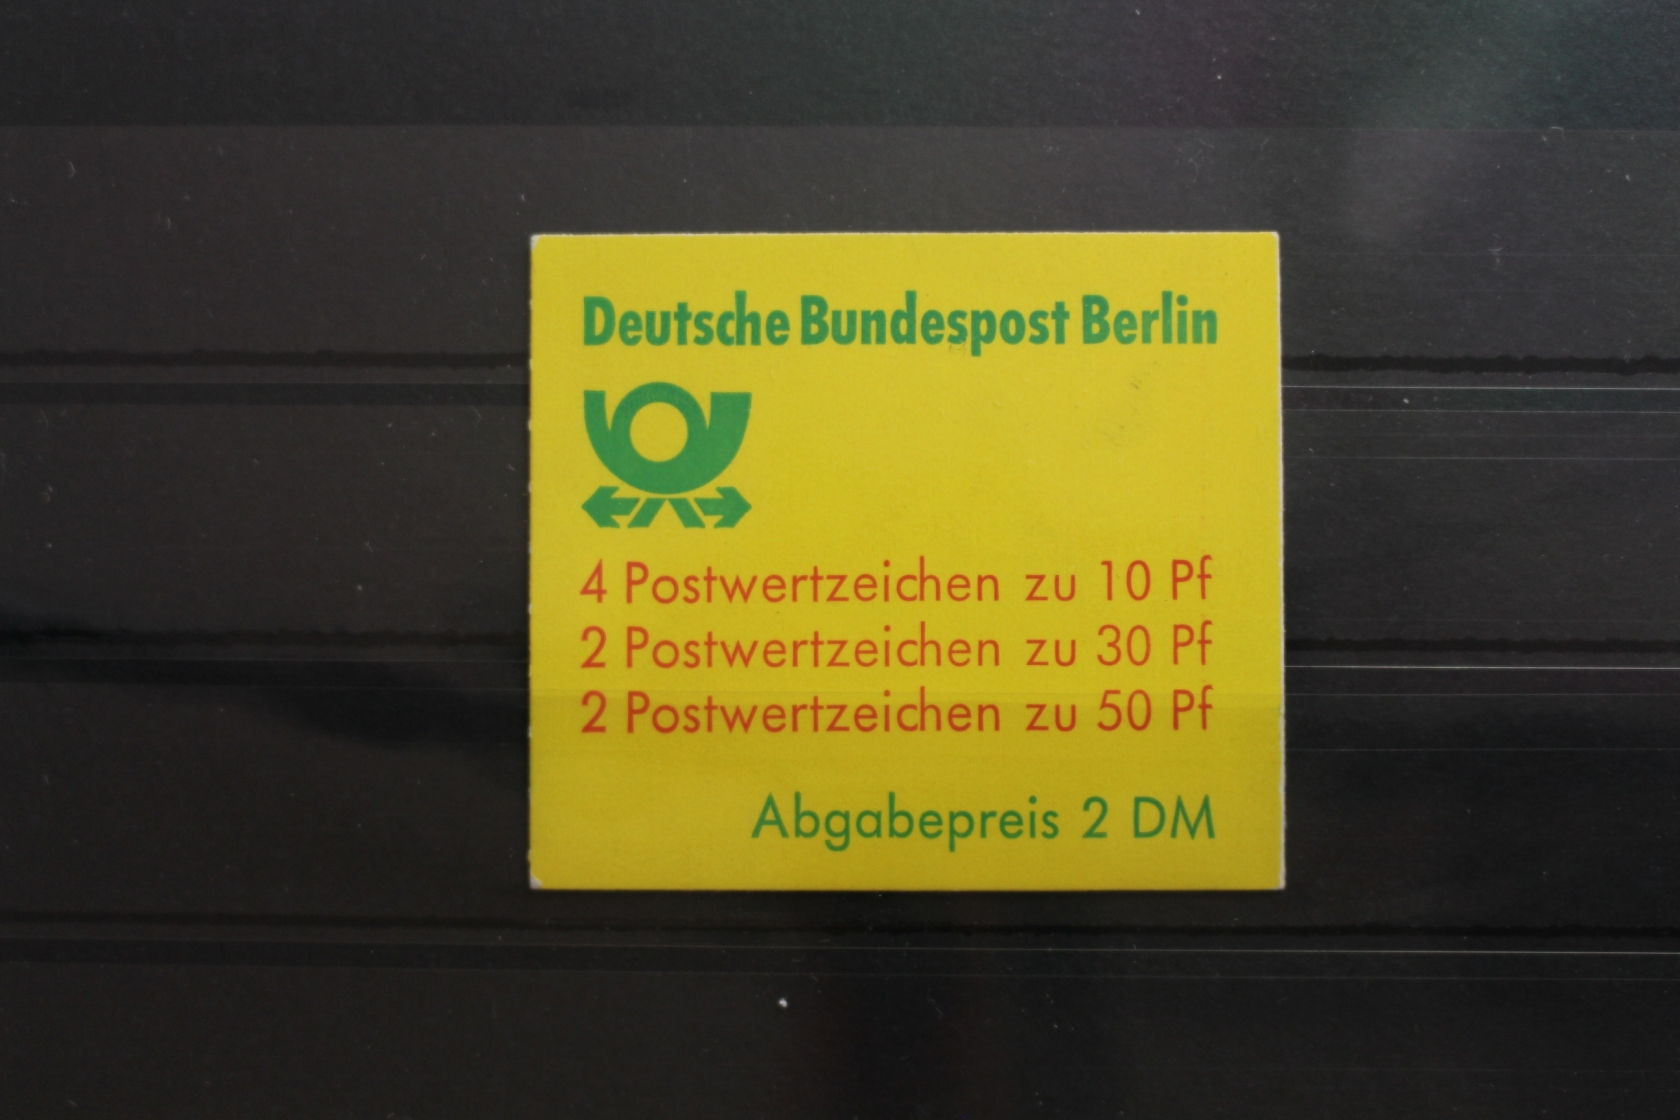 Deutsche Bundespost Berlin
4 Postwertzeichen zu 10 Pf
2 Postwertzeichen zu 30 Pf
2 Postwertzeichen zu 50 Pf
Abgabepreis 2 DM